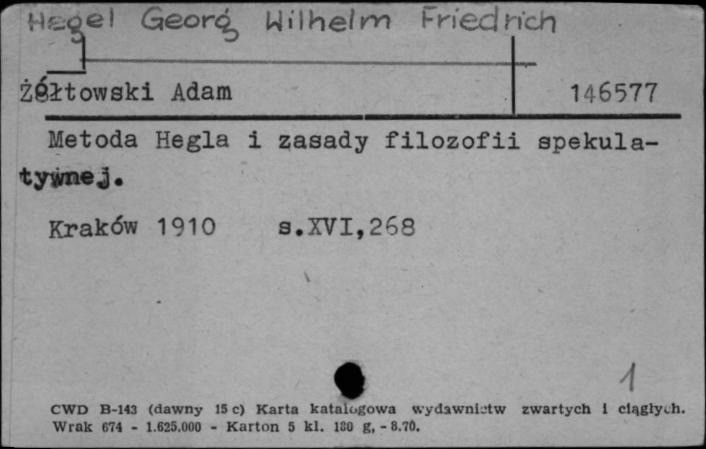 Hegel Georg Wilhelm Friedrich
Żółtowski Adam 146577
Metoda Hegla i zasady filozofii spekula-
tywnej.
Kraków 1910 s.XVI,268
1
CWD B-143 (dawny 15 c) Karta katalogowa wydawnictw zwartych i ciągłych.
Wrak 674 - 1.625.000 - Karton 5 kl. 180 g, - 8.70.